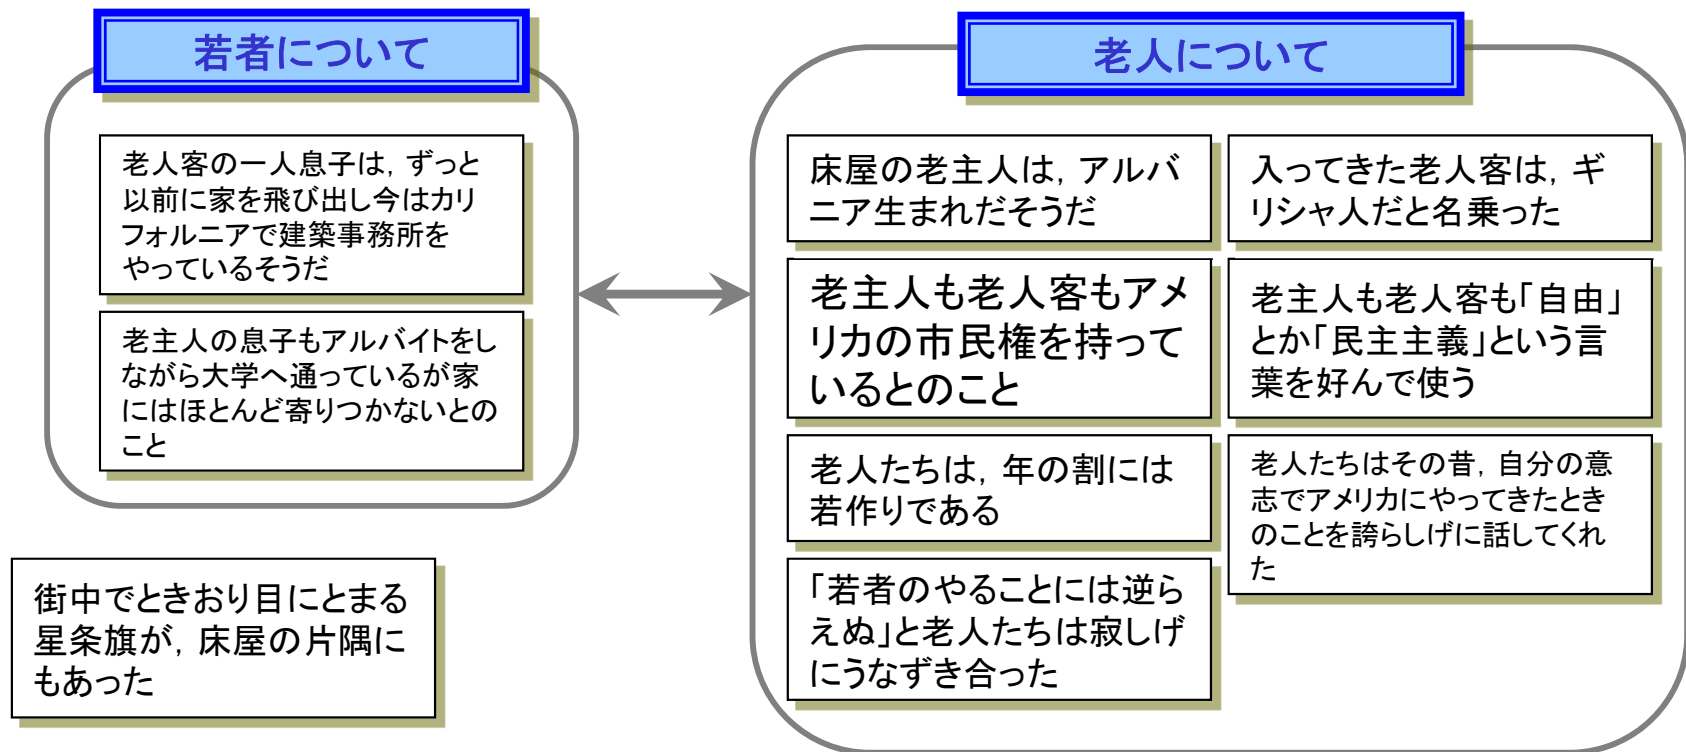 若者について
老人客の一人息子は，ずっと
以前に家を飛び出し今はカリ
フォルニアで建築事務所を
やっているそうだ
老主人の息子もアルバイトをし
ながら大学へ通っているが家
にはほとんど寄りつかないとの
こと
街中でときおり目にとまる
星条旗が，床屋の片隅に
もあった
老人について
床屋の老主人は，アルバ
ニア生まれだそうだ
入ってきた老人客は，ギ
リシャ人だと名乗った
老主人も老人客もアメ
リカの市民権を持って
いるとのこと
老主人も老人客も「自由」
とか「民主主義」という言
葉を好んで使う
老人たちは，年の割には
若作りである
老人たちはその昔，自分の意
志でアメリカにやってきたとき
のことを誇らしげに話してくれ
た
「若者のやることには逆ら
えぬ」と老人たちは寂しげ
にうなずき合った